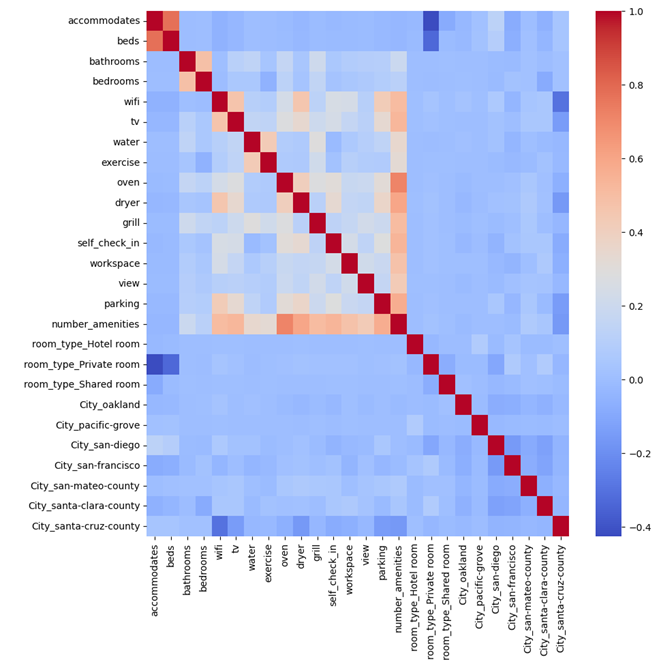 accommodates
beds
bathrooms
bedrooms
wifi
tv
water
exercise
oven
dryer
grill
self_check_in
workspace
view
parking
number_amenities
room_type_Hotel room
room_type_Private room
room_type_Shared room
City_oakland
City_pacific-grove
City_san-diego
City_san-francisco
City_san-mateo-county
City_santa-clara-county
City_santa-cruz-county
accommodates
beds
bathrooms
bedrooms
wifi
tv
water
exercise
oven
dryer
grill
self_check_in
workspace
view
parking
number_amenities
room_type_Hotel room
room_type_Private room
room_type_Shared room
City_oakland
City_pacific-grove
City_san-diego
City_san-francisco
City_san-mateo-county
City_santa-clara-county
City_santa-cruz-county
1.0
0.8
0.6
0.4
0.2
0.0
−0.2
−0.4